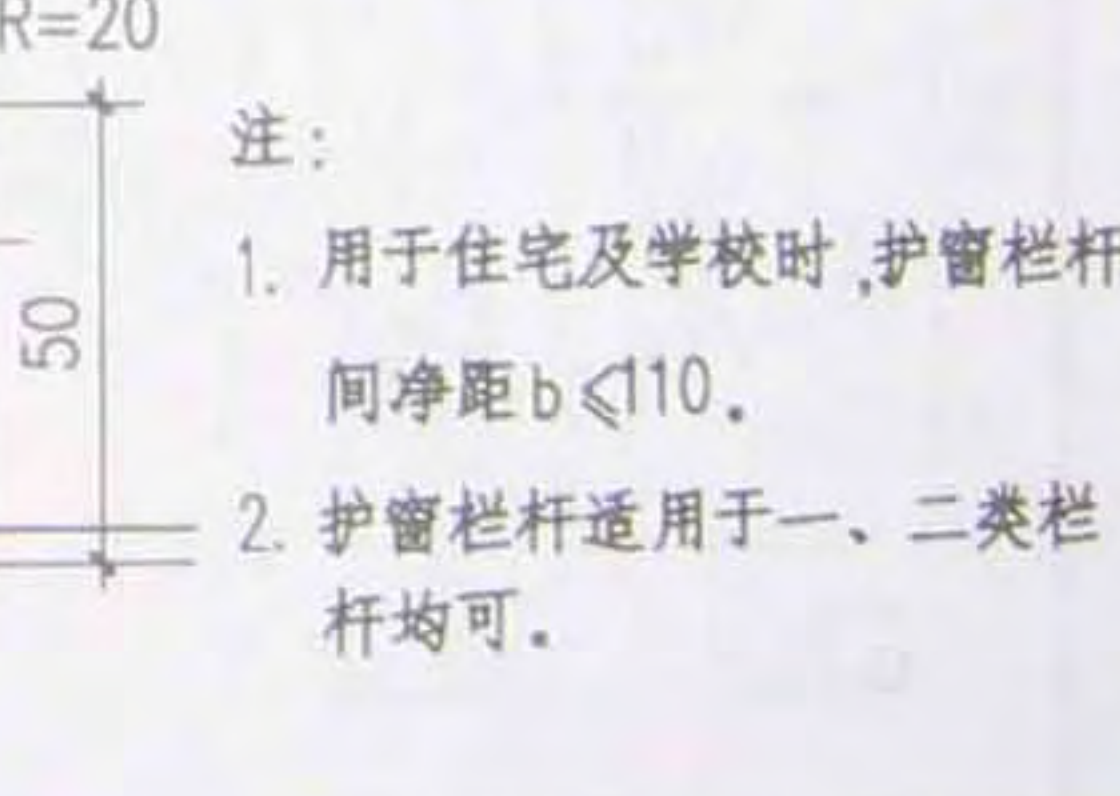 R=20
注：
1. 用于住宅及学校时,护窗栏杆
间净距b⩽110.
50
2. 护窗栏杆适用于一、二类栏
杆均可.